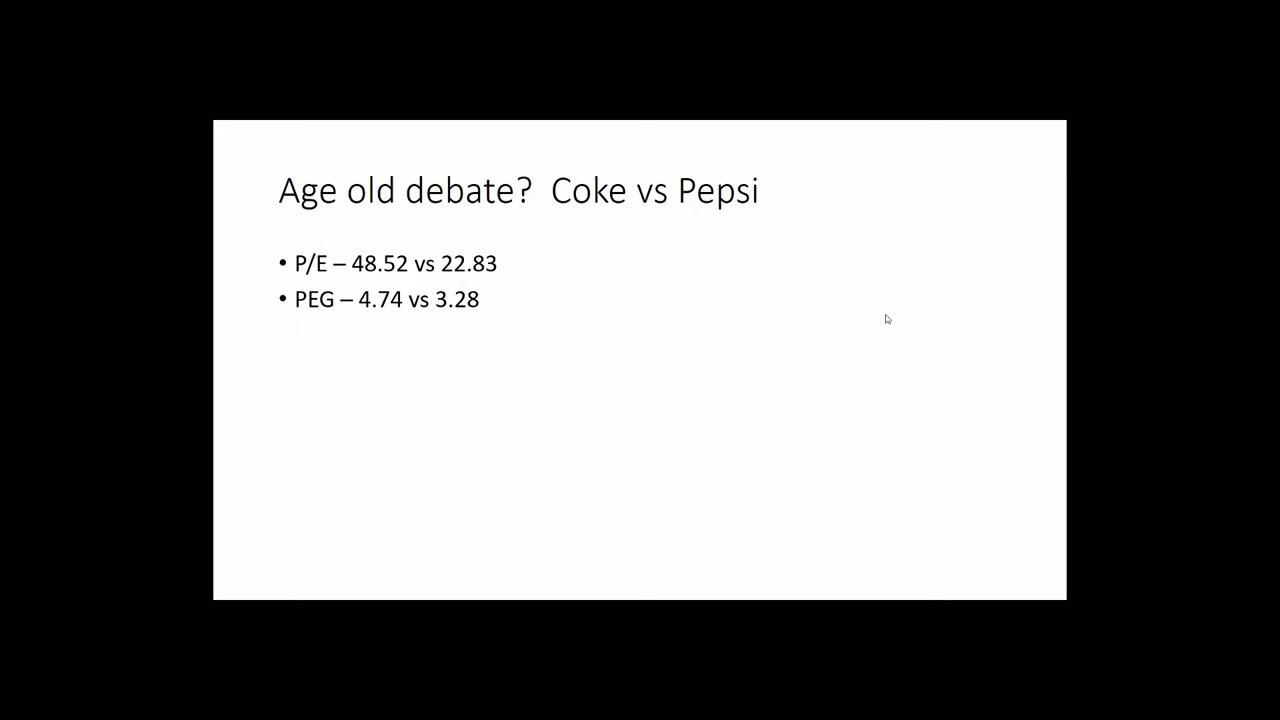 Age old debate?  Coke vs Pepsi
• P/E – 48.52 vs 22.83
• PEG – 4.74 vs 3.28